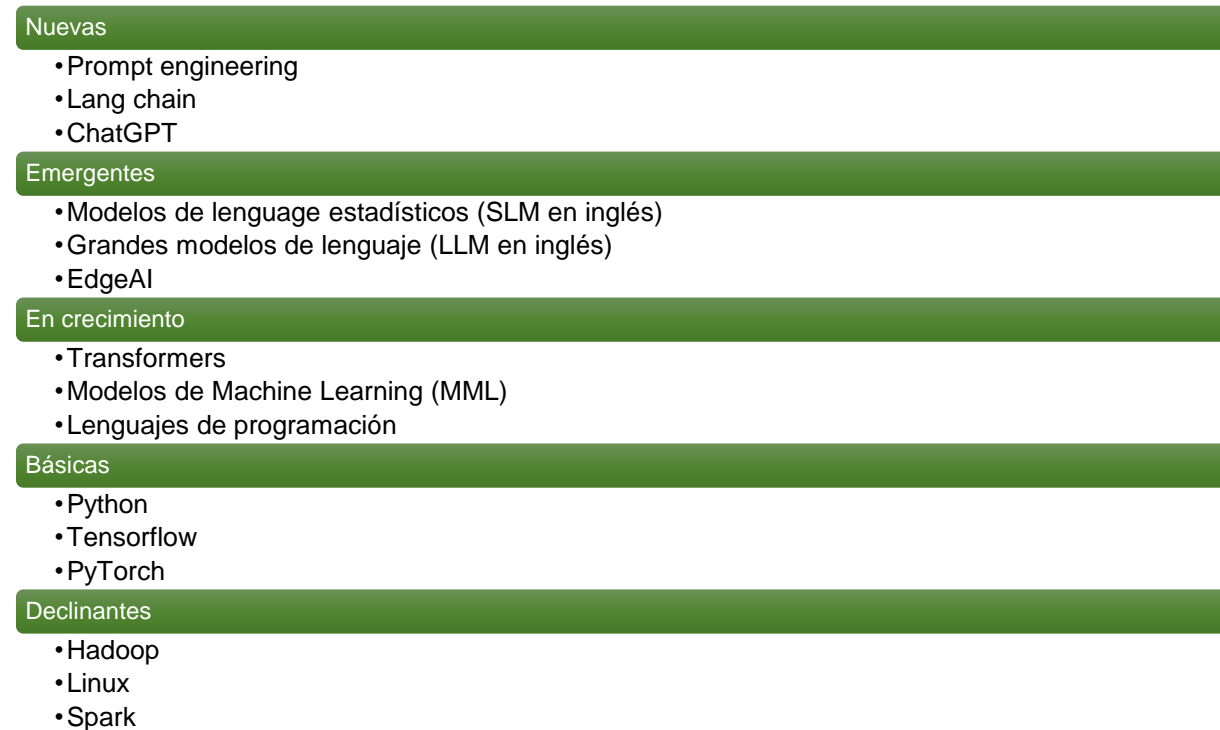 Nuevas
•Prompt engineering
•Lang chain
•ChatGPT
Emergentes
•Modelos de lenguage estadísticos (SLM en inglés)
•Grandes modelos de lenguaje (LLM en inglés)
•EdgeAI
En crecimiento
•Transformers
•Modelos de Machine Learning (MML)
•Lenguajes de programación
Básicas
•Python
•Tensorflow
•PyTorch
Declinantes
•Hadoop
•Linux
•Spark